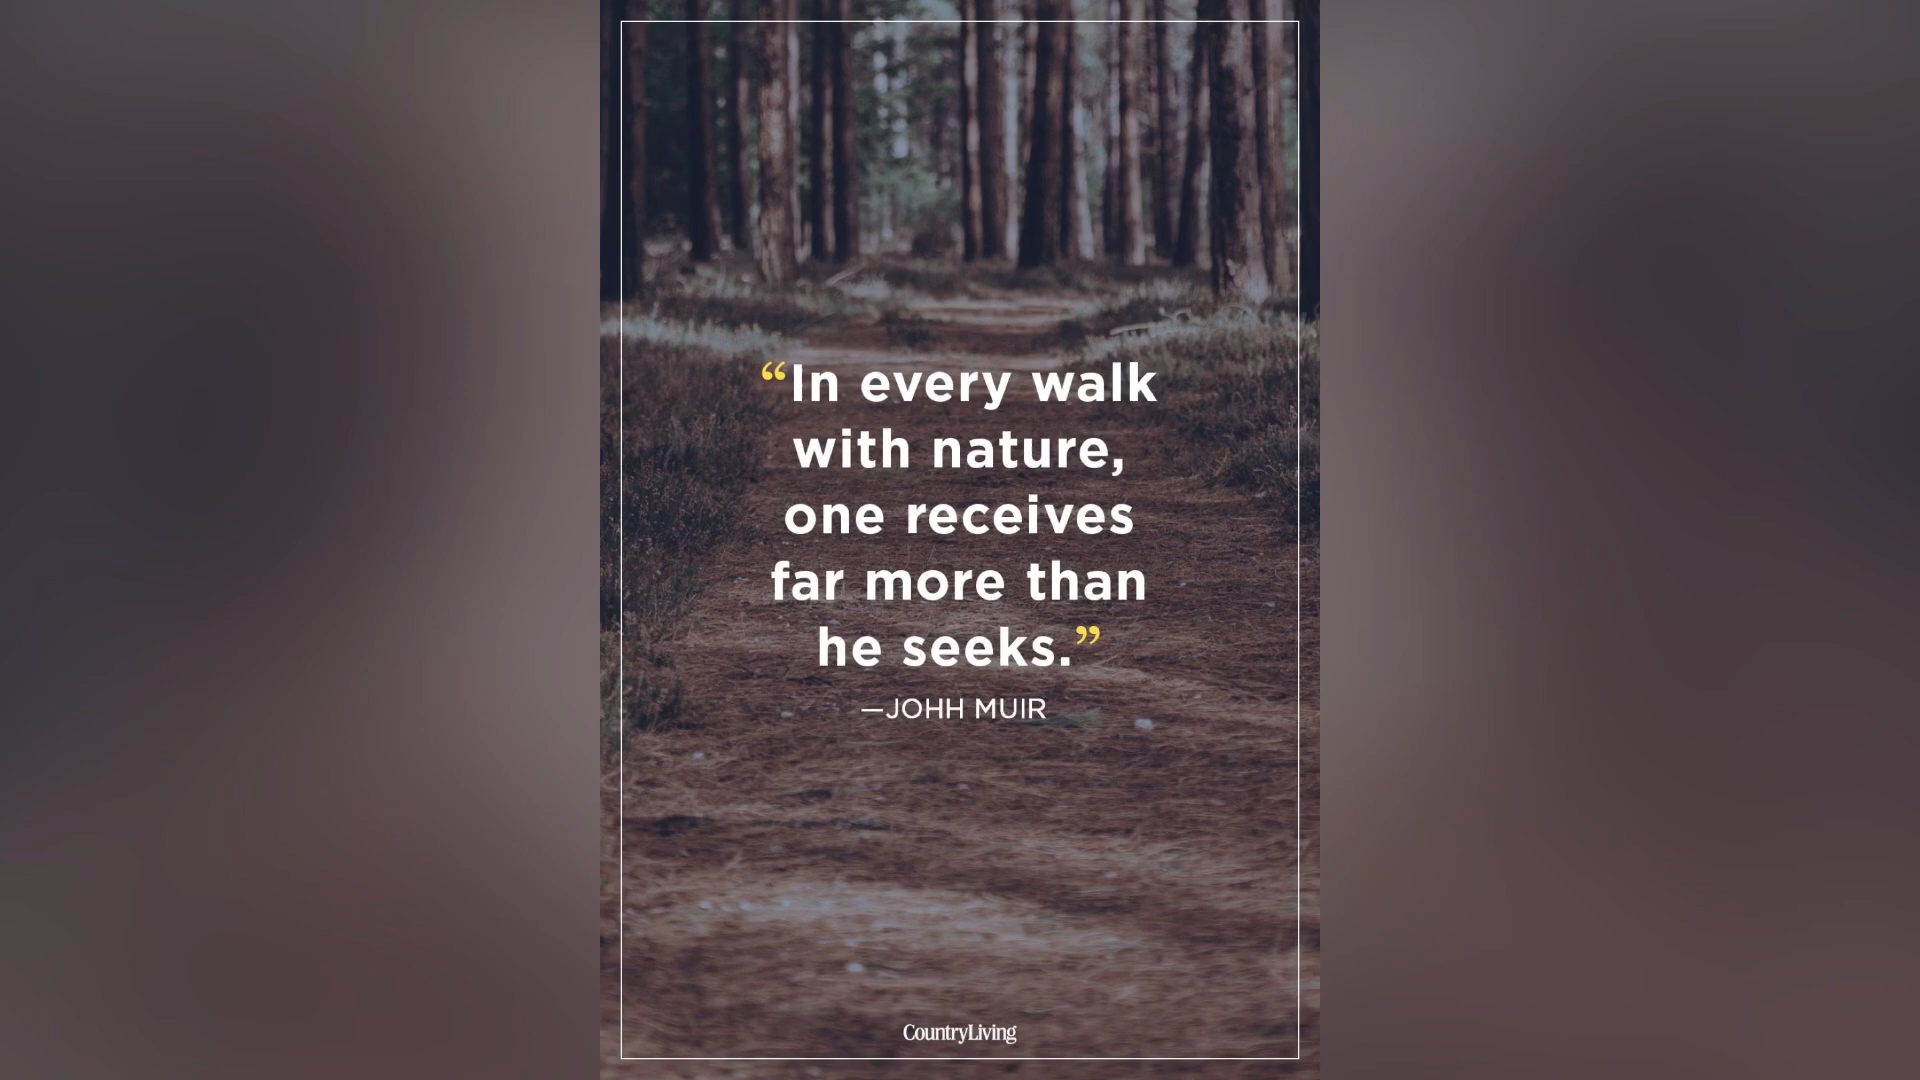 “In every walk
with nature,
one receives
far more than
he seeks.”
—JOHH MUIR
CountryLiving